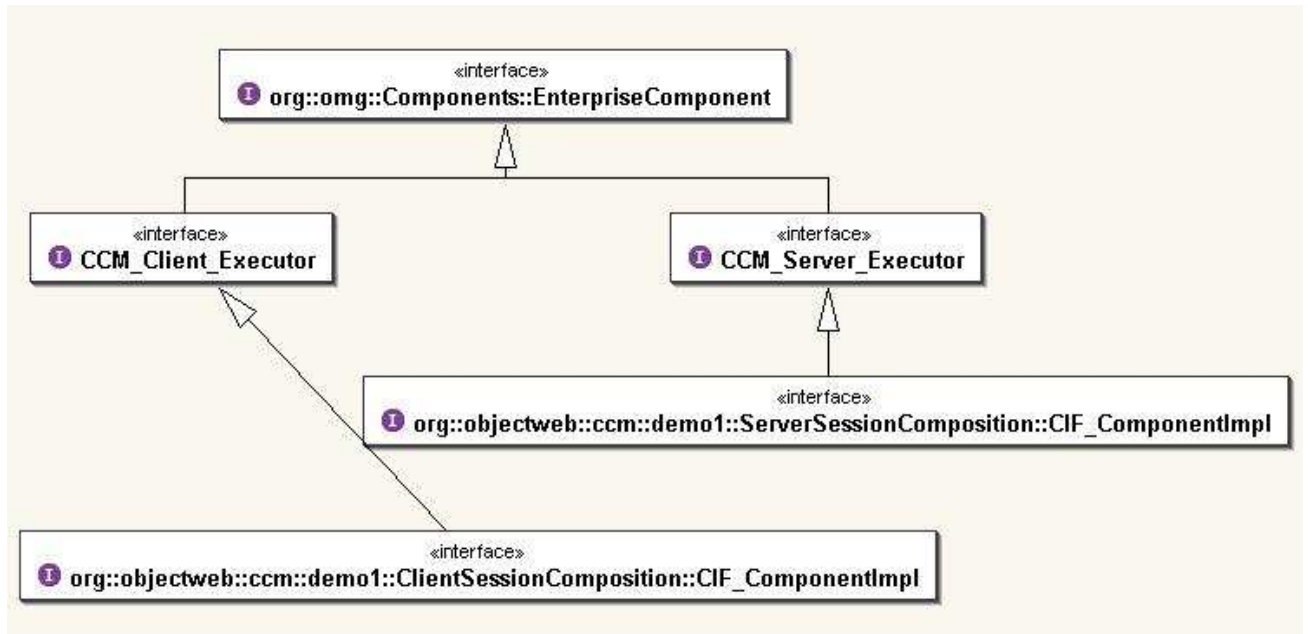 «interface»
I org::omg::Components::EnterpriseComponent
«interface»
I CCM_Client_Executor
«interface»
I CCM_Server_Executor
«interface»
I org::objectweb::ccm::demo1::ServerSessionComposition::CIF_ComponentImpl
«interface»
I org::objectweb::ccm::demo1::ClientSessionComposition::CIF_ComponentImpl